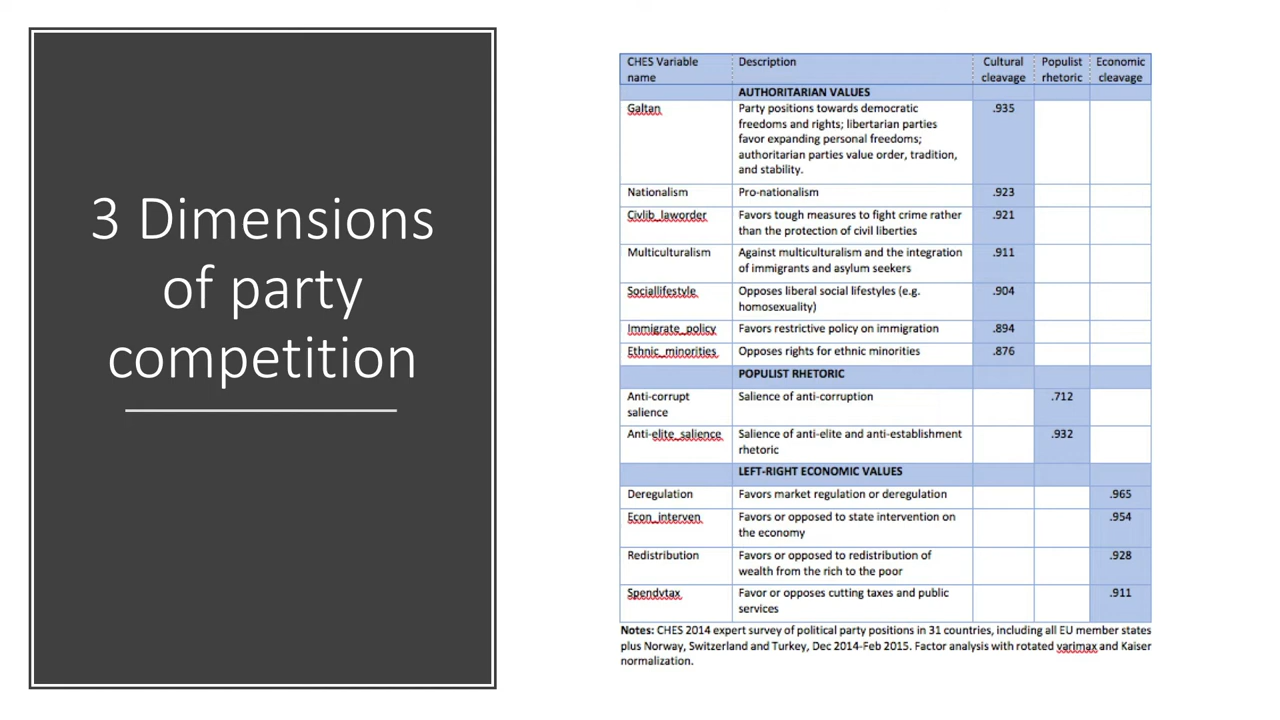 3 Dimensions
of party
competition
CHES Variable name Description Cultural cleavage Populist rhetoric Economic cleavage
AUTHORITARIAN VALUES
Galtan Party positions towards democratic .935
freedoms and rights; libertarian parties
favor expanding personal freedoms;
authoritarian parties value order, tradition,
and stability.
Nationalism Pro-nationalism .923
Civlib_laworder Favors tough measures to fight crime rather .921
than the protection of civil liberties
Multiculturalism Against multiculturalism and the integration .911
of immigrants and asylum seekers
Sociallifestyle Opposes liberal social lifestyles (e.g. .904
homosexuality)
Immigrate_policy Favors restrictive policy on immigration .894
Ethnic_minorities Opposes rights for ethnic minorities .876
POPULIST RHETORIC
Anti-corrupt Salience of anti-corruption .712
salience
Anti-elite_salience Salience of anti-elite and anti-establishment .932
rhetoric
LEFT-RIGHT ECONOMIC VALUES
Deregulation Favors market regulation or deregulation .965
Econ_interven Favors or opposed to state intervention on .954
the economy
Redistribution Favors or opposed to redistribution of .928
wealth from the rich to the poor
Spendvtax Favor or opposes cutting taxes and public .911
services
Notes: CHES 2014 expert survey of political party positions in 31 countries, including all EU member states
plus Norway, Switzerland and Turkey, Dec 2014-Feb 2015. Factor analysis with rotated varimax and Kaiser
normalization.